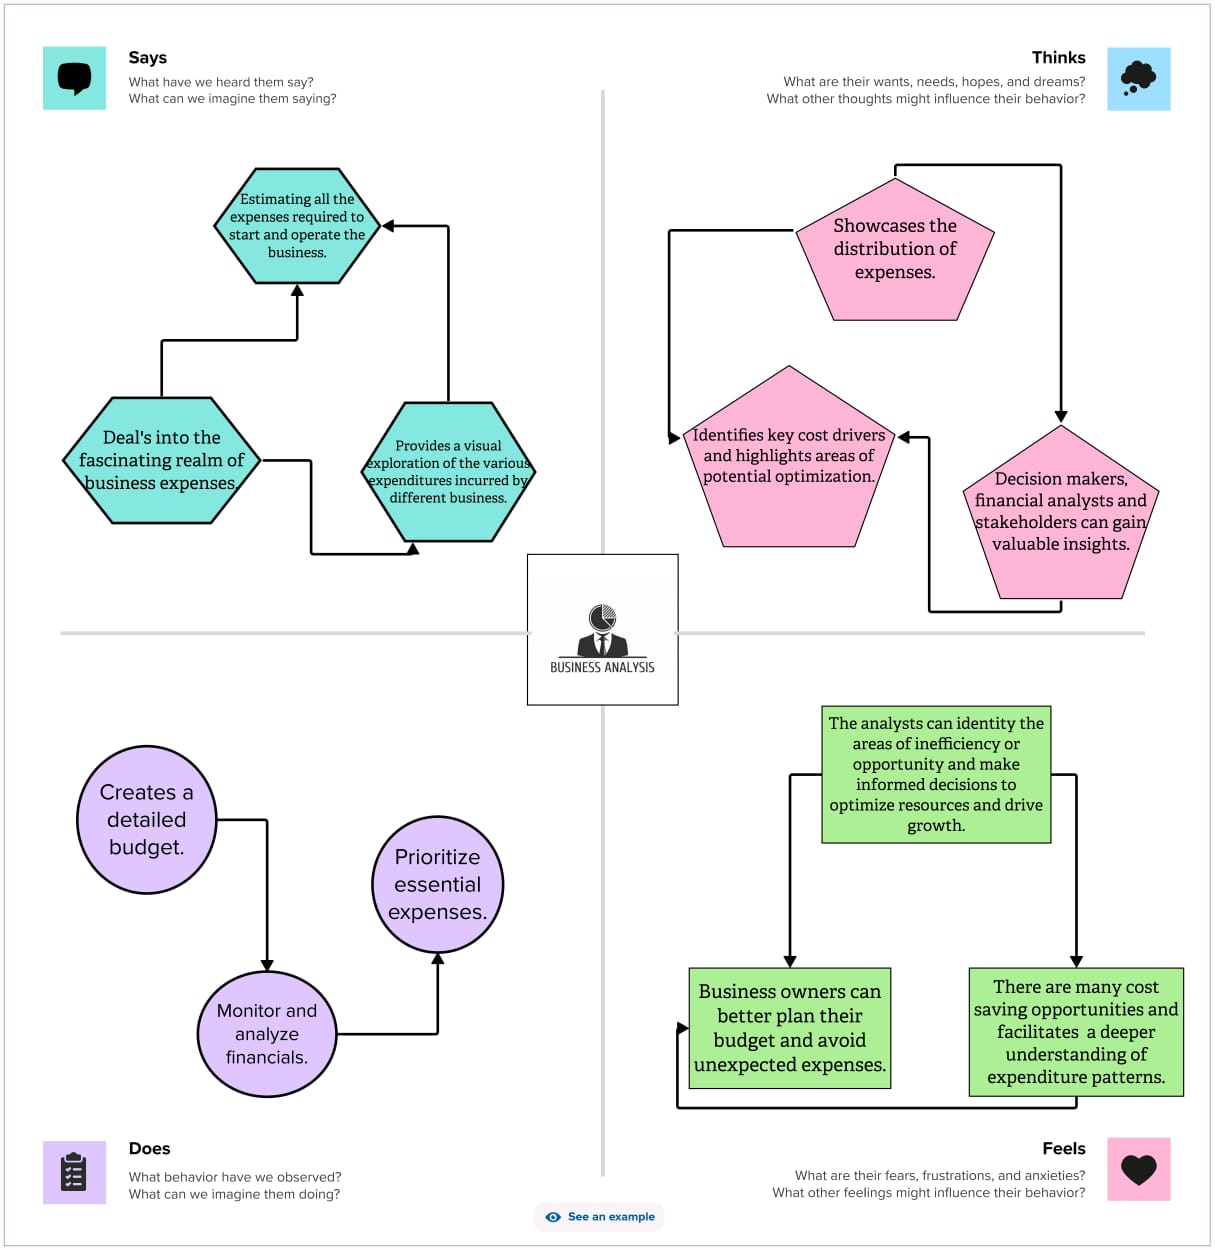 Says
What have we heard them say?
What can we imagine them saying?
Thinks
What are their wants, needs, hopes, and dreams?
What other thoughts might influence their behavior?
Estimating all the
expenses required to
start and operate the
business.
Deal's into the
fascinating realm of
business expenses.
Provides a visual
exploration of the various
expenditures incurred by
different business.
Showcases the
distribution of
expenses.
Identifies key cost drivers
and highlights areas of
potential optimization.
Decision makers,
financial analysts and
stakeholders can gain
valuable insights.
BUSINESS ANALYSIS
Creates a
detailed
budget.
Prioritize
essential
expenses.
Monitor and
analyze
financials.
The analysts can identity the
areas of inefficiency or
opportunity and make
informed decisions to
optimize resources and drive
growth.
Business owners can
better plan their
budget and avoid
unexpected expenses.
There are many cost
saving opportunities and
facilitates a deeper
understanding of
expenditure patterns.
Does
What behavior have we observed?
What can we imagine them doing?
Feels
What are their fears, frustrations, and anxieties?
What other feelings might influence their behavior?
See an example